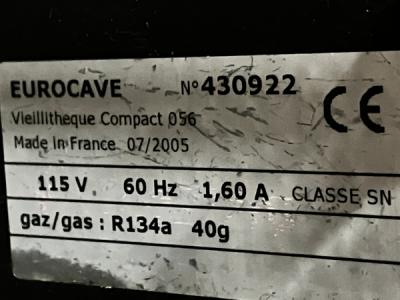 EUROCAVE N° 430922
Vieillitheque Compact 056
Made in France 07/2005
CE
115 V 60 Hz 1,60 A CLASSE SN
gaz/gas : R134a 40g